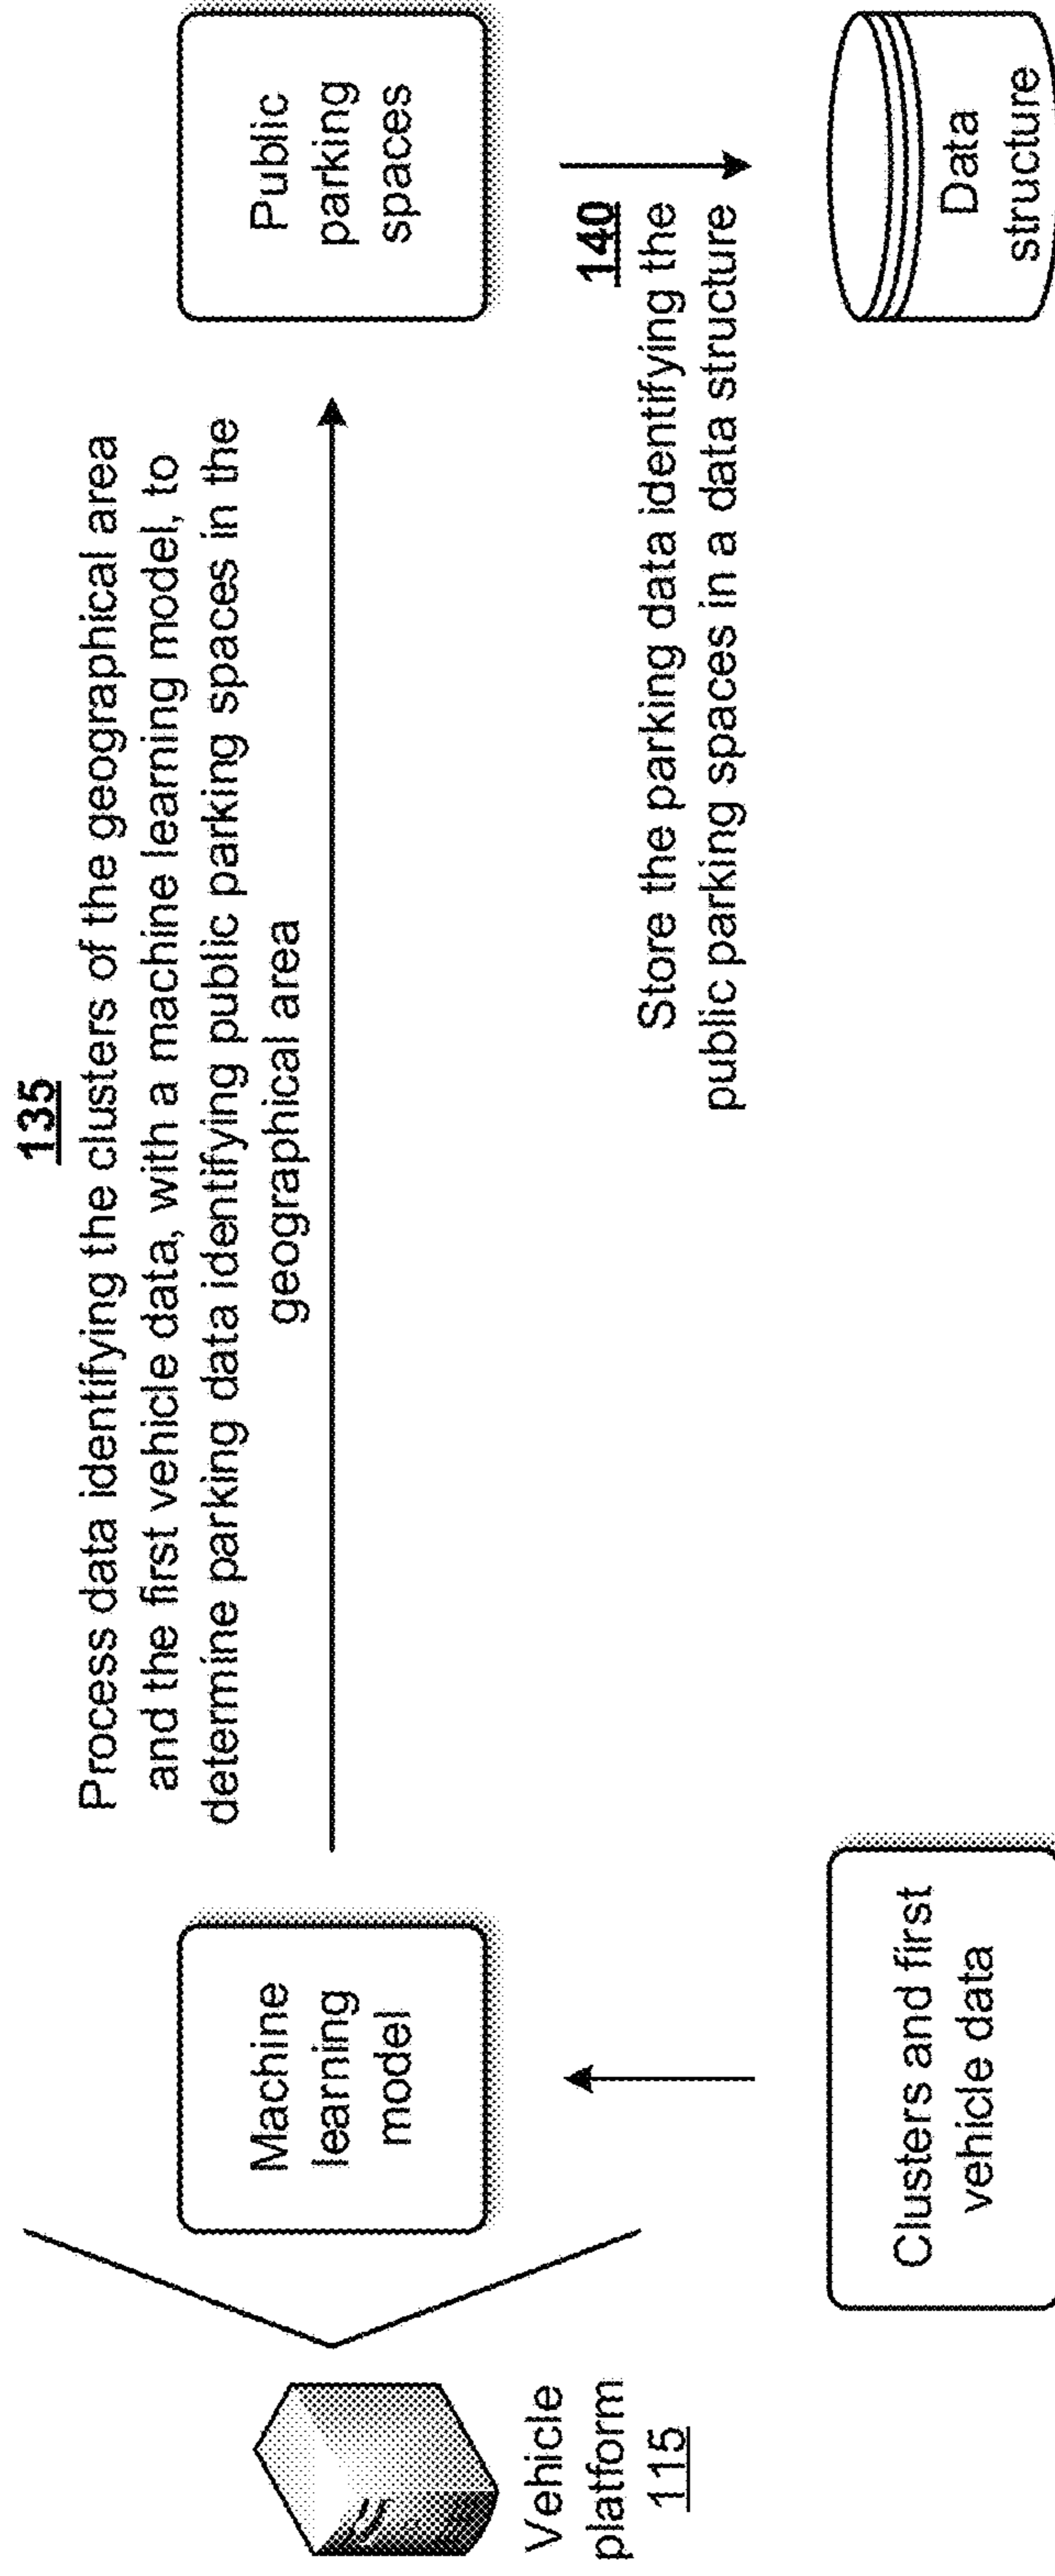 135
Process data identifying the clusters of the geographical area
and the first vehicle data, with a machine learning model, to
determine parking data identifying public parking spaces in the
geographical area
Vehicle
platform
115
Machine
learning
model
Public
parking
spaces
140
Store the parking data identifying the
public parking spaces in a data structure
Clusters and first
vehicle data
Data
structure